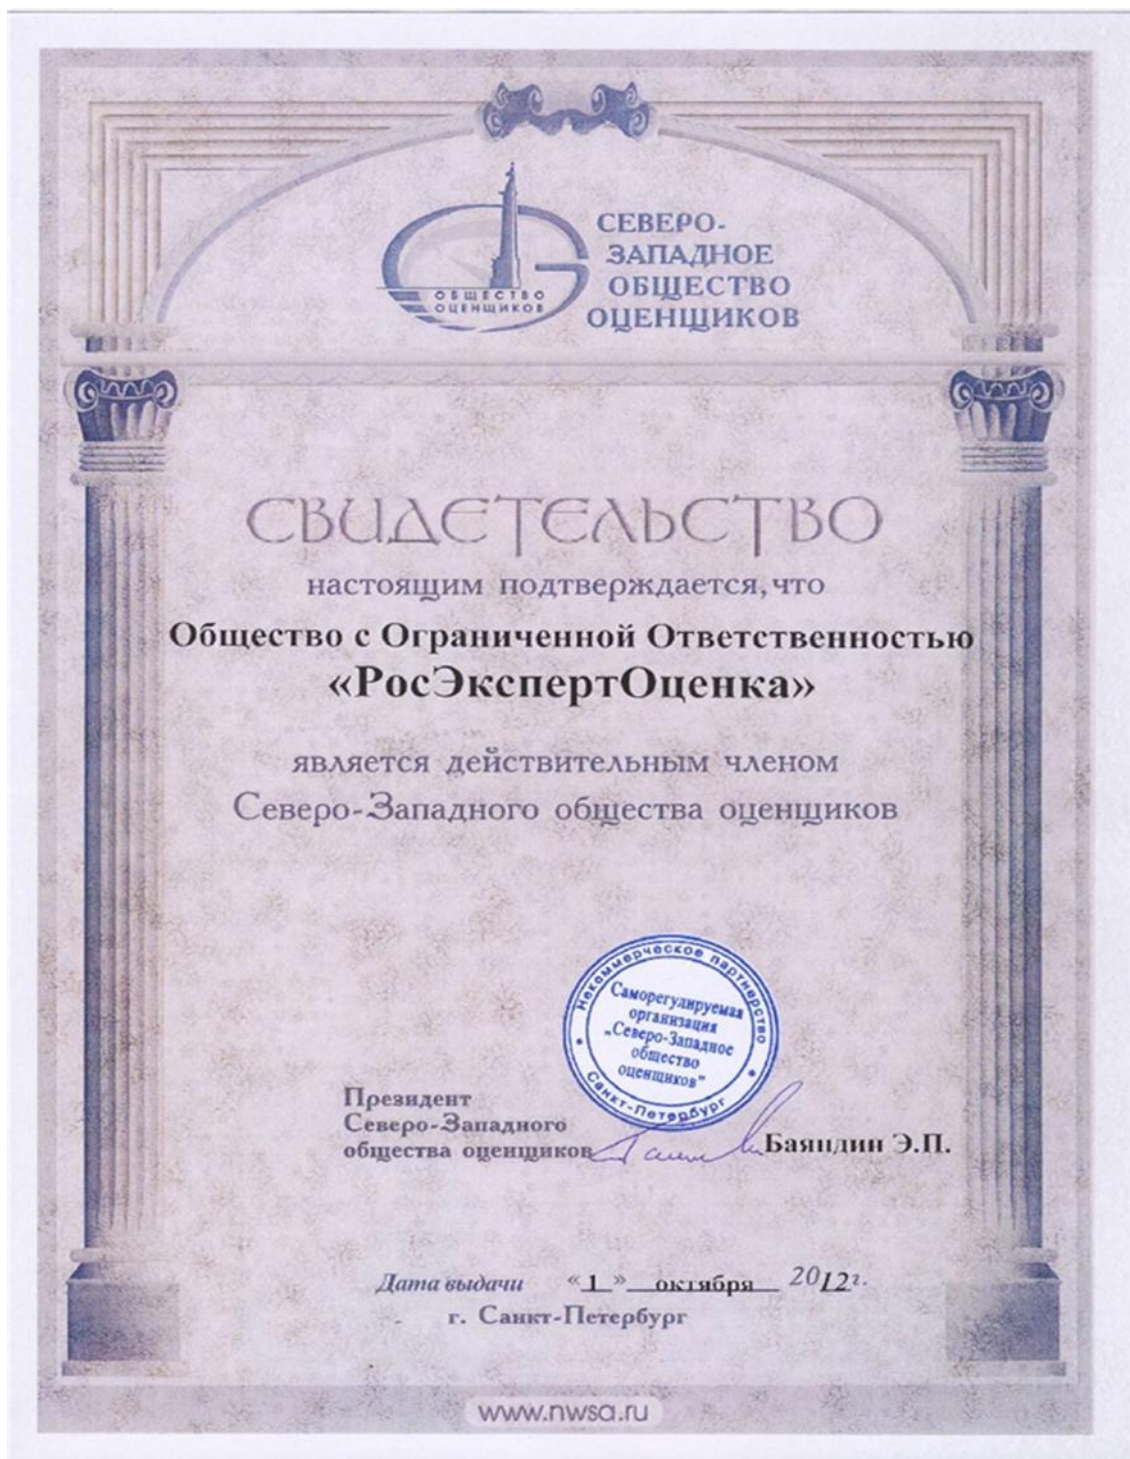 СЕВЕРО-
ЗАПАДНОЕ
ОБЩЕСТВО
ОЦЕНЩИКОВ
ОБЩЕСТВО
ОЦЕНЩИКОВ
СВИДЕТЕЛЬСТВО
настоящим подтверждается, что
Общество с Ограниченной Ответственностью
«РосЭкспертОценка»
является действительным членом
Северо-Западного общества оценщиков
Некоммерческое партнерство
Саморегулируемая
организация
„Северо-Западное
общество
оценщиков"
Санкт-Петербург
Президент
Северо-Западного
общества оценщиков
Баяндин Э.П.
Дата выдачи « 1 » октября 2012г.
г. Санкт-Петербург
www.nwsa.ru